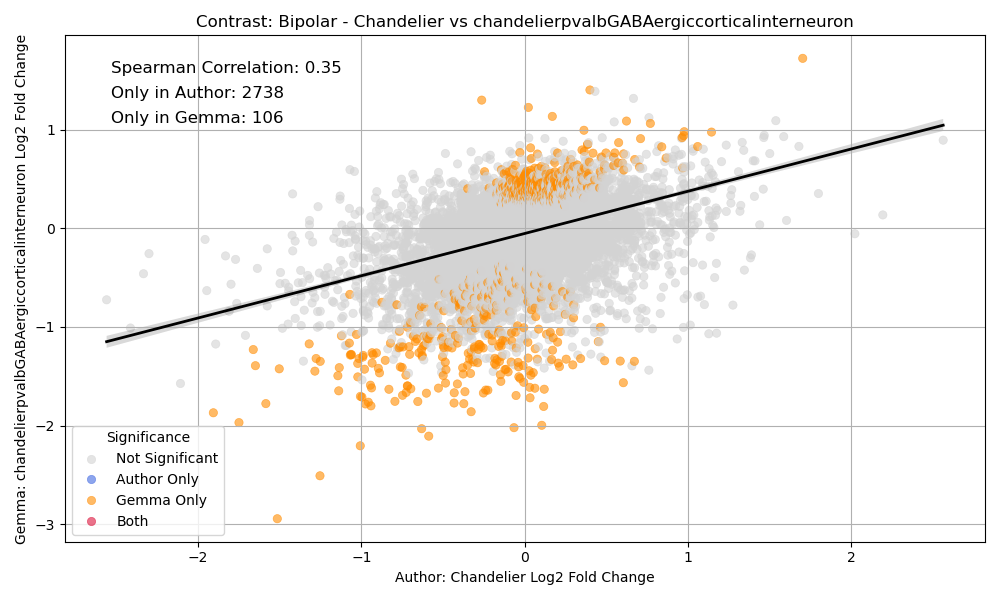 Contrast: Bipolar - Chandelier vs chandelierpvalbGABAergiccorticalinterneuron
Spearman Correlation: 0.35
Only in Author: 2738
Only in Gemma: 106
Gemma: chandelierpvalbGABAergiccorticalinterneuron Log2 Fold Change
1
0
−1
−2
−3
Significance
Not Significant
Author Only
Gemma Only
Both
−2
−1
0
1
2
Author: Chandelier Log2 Fold Change